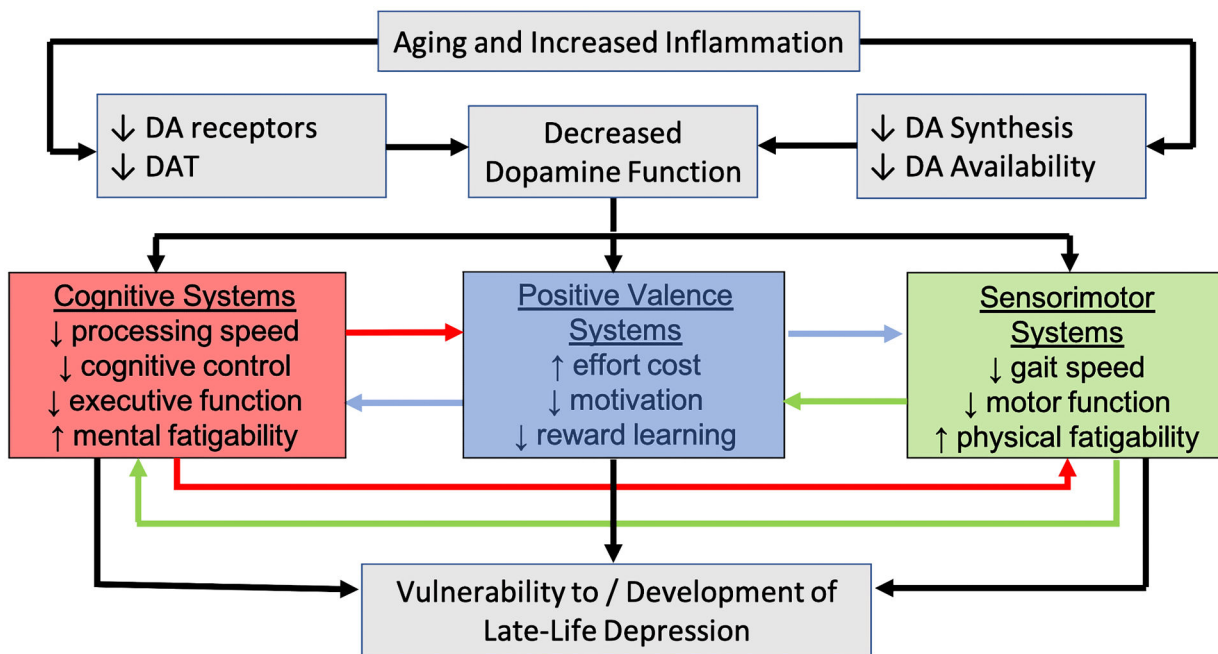 Aging and Increased Inflammation
↓ DA receptors
↓ DAT
Decreased
Dopamine Function
↓ DA Synthesis
↓ DA Availability
Cognitive Systems
↓ processing speed
↓ cognitive control
↓ executive function
↑ mental fatigability
Positive Valence
Systems
↑ effort cost
↓ motivation
↓ reward learning
Sensorimotor
Systems
↓ gait speed
↓ motor function
↑ physical fatigability
Vulnerability to / Development of
Late-Life Depression